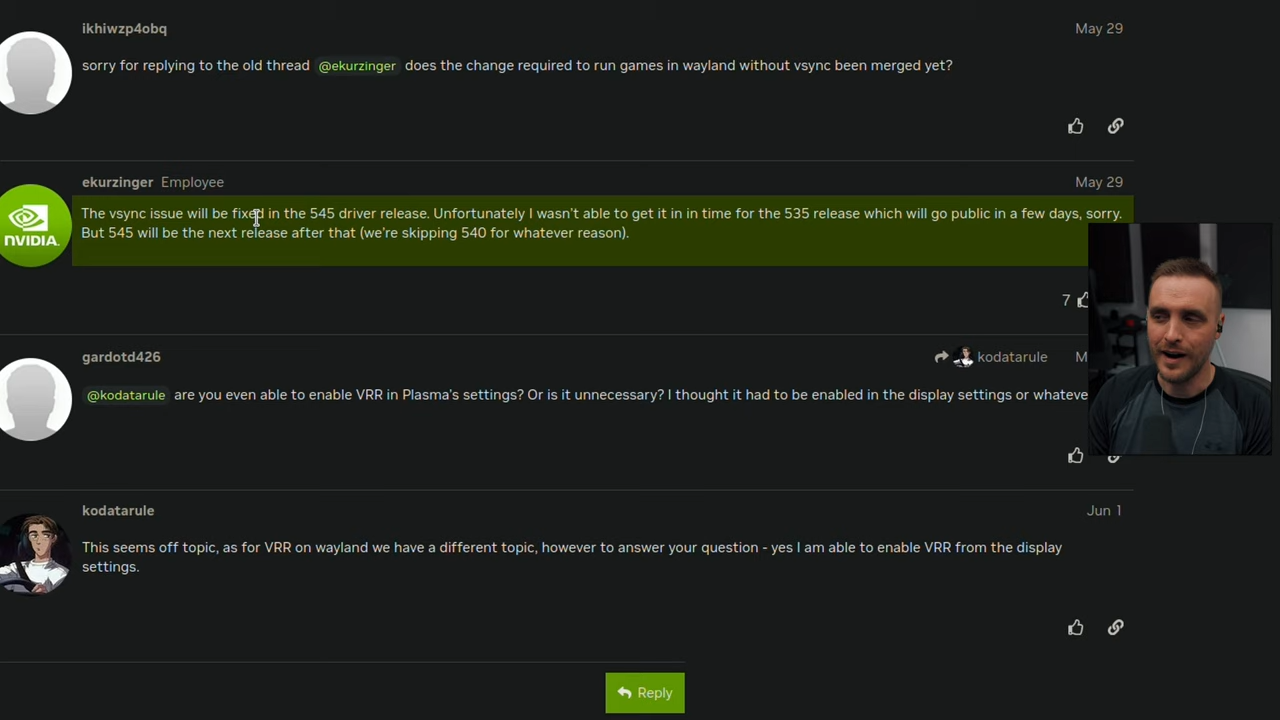 ikhiwzp4obq
May 29
sorry for replying to the old thread @ekurzinger does the change required to run games in wayland without vsync been merged yet?
ekurzinger Employee
May 29
The vsync issue will be fixed in the 545 driver release. Unfortunately I wasn't able to get it in in time for the 535 release which will go public in a few days, sorry.
But 545 will be the next release after that (we're skipping 540 for whatever reason).
NVIDIA.
7
gardotd426
kodatarule
M
@kodatarule are you even able to enable VRR in Plasma's settings? Or is it unnecessary? I thought it had to be enabled in the display settings or whateve
kodatarule
Jun 1
This seems off topic, as for VRR on wayland we have a different topic, however to answer your question - yes I am able to enable VRR from the display
settings.
Reply